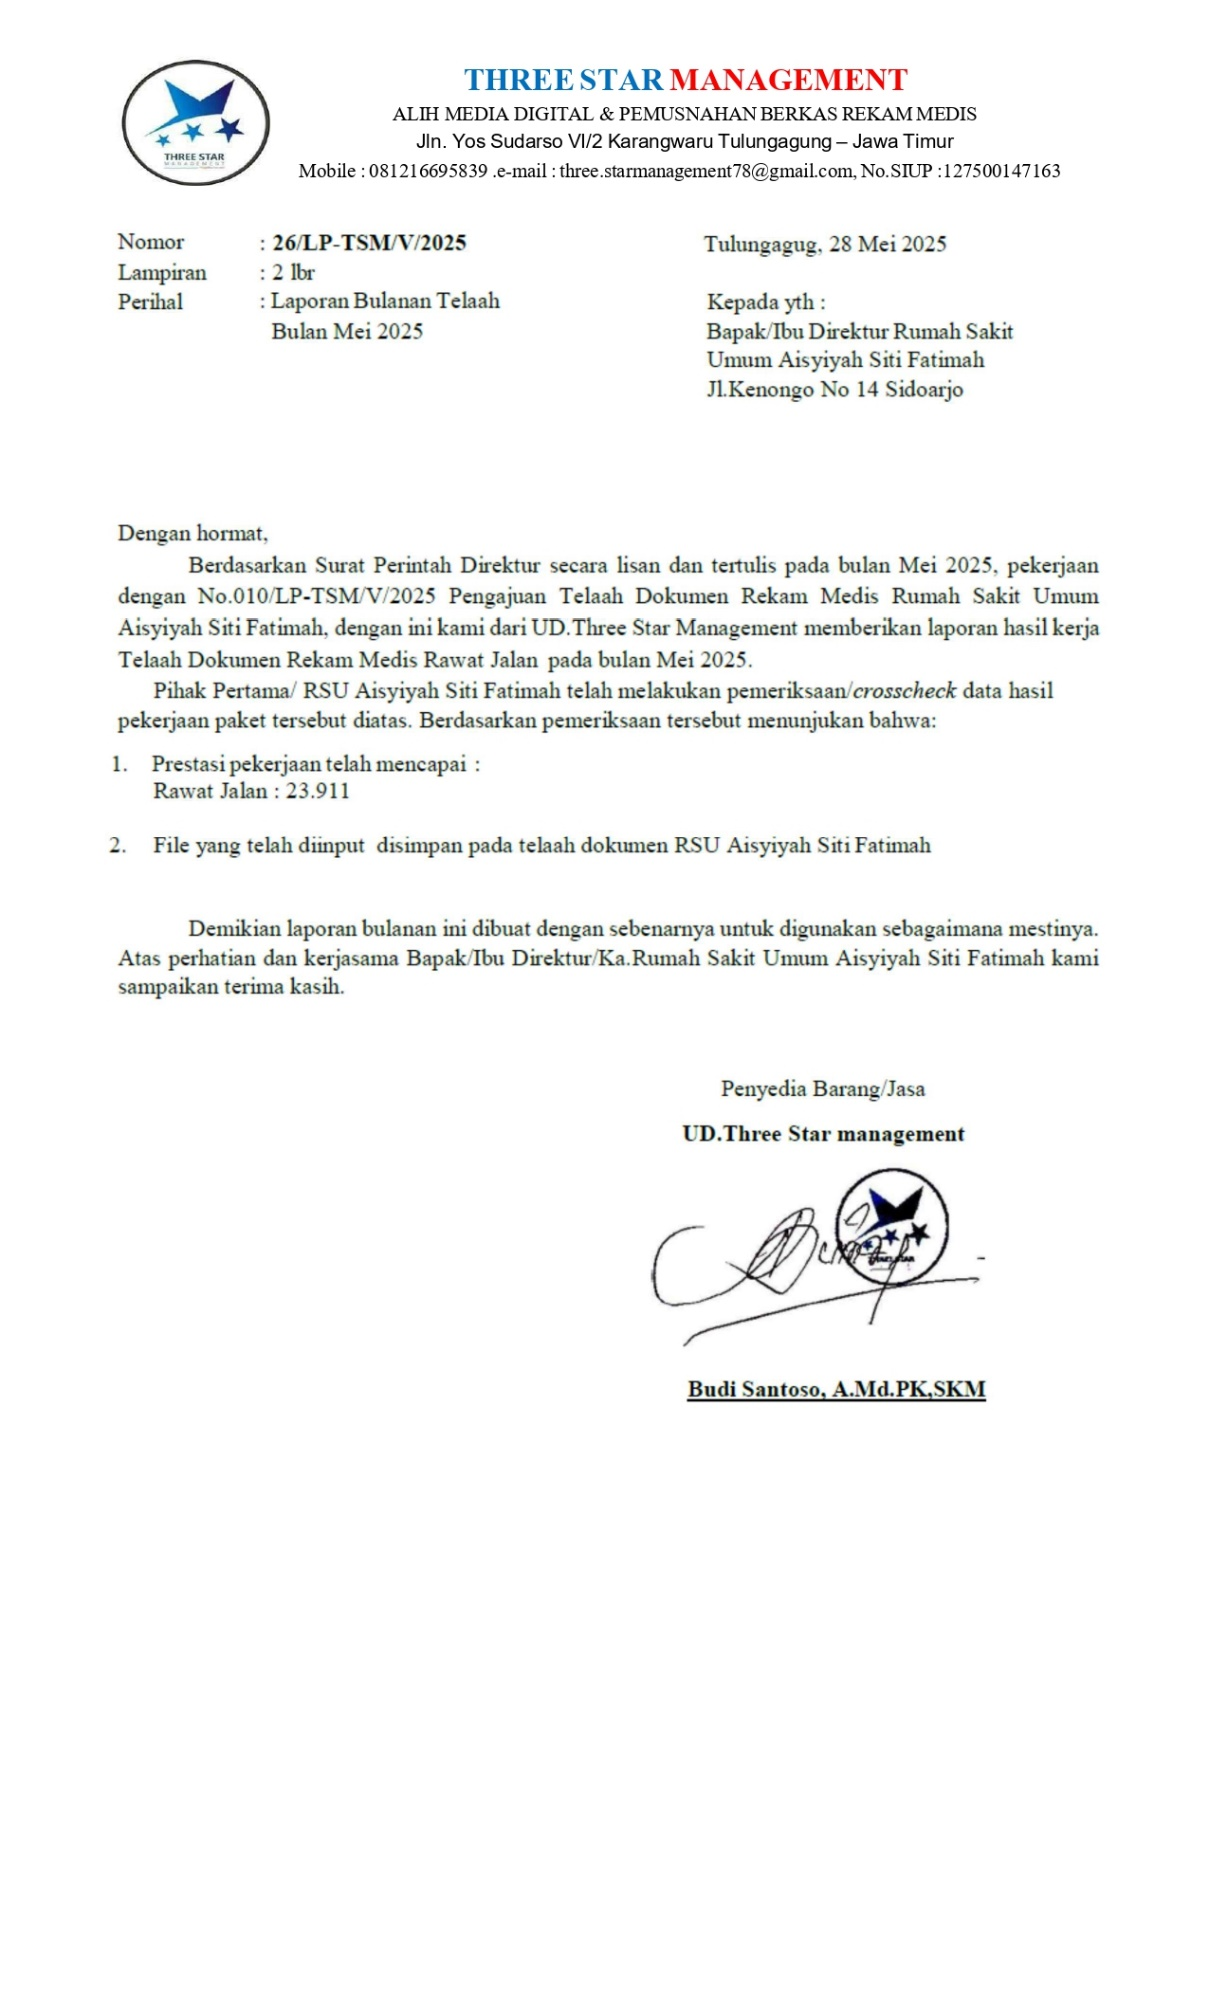 THREE STAR
MANAGEMENT
THREE STAR MANAGEMENT
ALIH MEDIA DIGITAL & PEMUSNAHAN BERKAS REKAM MEDIS
Jln. Yos Sudarso VI/2 Karangwaru Tulungagung – Jawa Timur
Mobile : 081216695839 .e-mail : three.starmanagement78@gmail.com, No.SIUP :127500147163
Nomor : 26/LP-TSM/V/2025
Lampiran : 2 lbr
Perihal : Laporan Bulanan Telaah
Bulan Mei 2025
Tulungagug, 28 Mei 2025
Kepada yth :
Bapak/Ibu Direktur Rumah Sakit
Umum Aisyiyah Siti Fatimah
Jl.Kenongo No 14 Sidoarjo
Dengan hormat,
Berdasarkan Surat Perintah Direktur secara lisan dan tertulis pada bulan Mei 2025, pekerjaan
dengan No.010/LP-TSM/V/2025 Pengajuan Telaah Dokumen Rekam Medis Rumah Sakit Umum
Aisyiyah Siti Fatimah, dengan ini kami dari UD.Three Star Management memberikan laporan hasil kerja
Telaah Dokumen Rekam Medis Rawat Jalan pada bulan Mei 2025.
Pihak Pertama/ RSU Aisyiyah Siti Fatimah telah melakukan pemeriksaan/crosscheck data hasil
pekerjaan paket tersebut diatas. Berdasarkan pemeriksaan tersebut menunjukan bahwa:
1. Prestasi pekerjaan telah mencapai :
Rawat Jalan : 23.911
2. File yang telah diinput disimpan pada telaah dokumen RSU Aisyiyah Siti Fatimah
Demikian laporan bulanan ini dibuat dengan sebenarnya untuk digunakan sebagaimana mestinya.
Atas perhatian dan kerjasama Bapak/Ibu Direktur/Ka.Rumah Sakit Umum Aisyiyah Siti Fatimah kami
sampaikan terima kasih.
Penyedia Barang/Jasa
UD.Three Star management
Budi Santoso, A.Md.PK,SKM